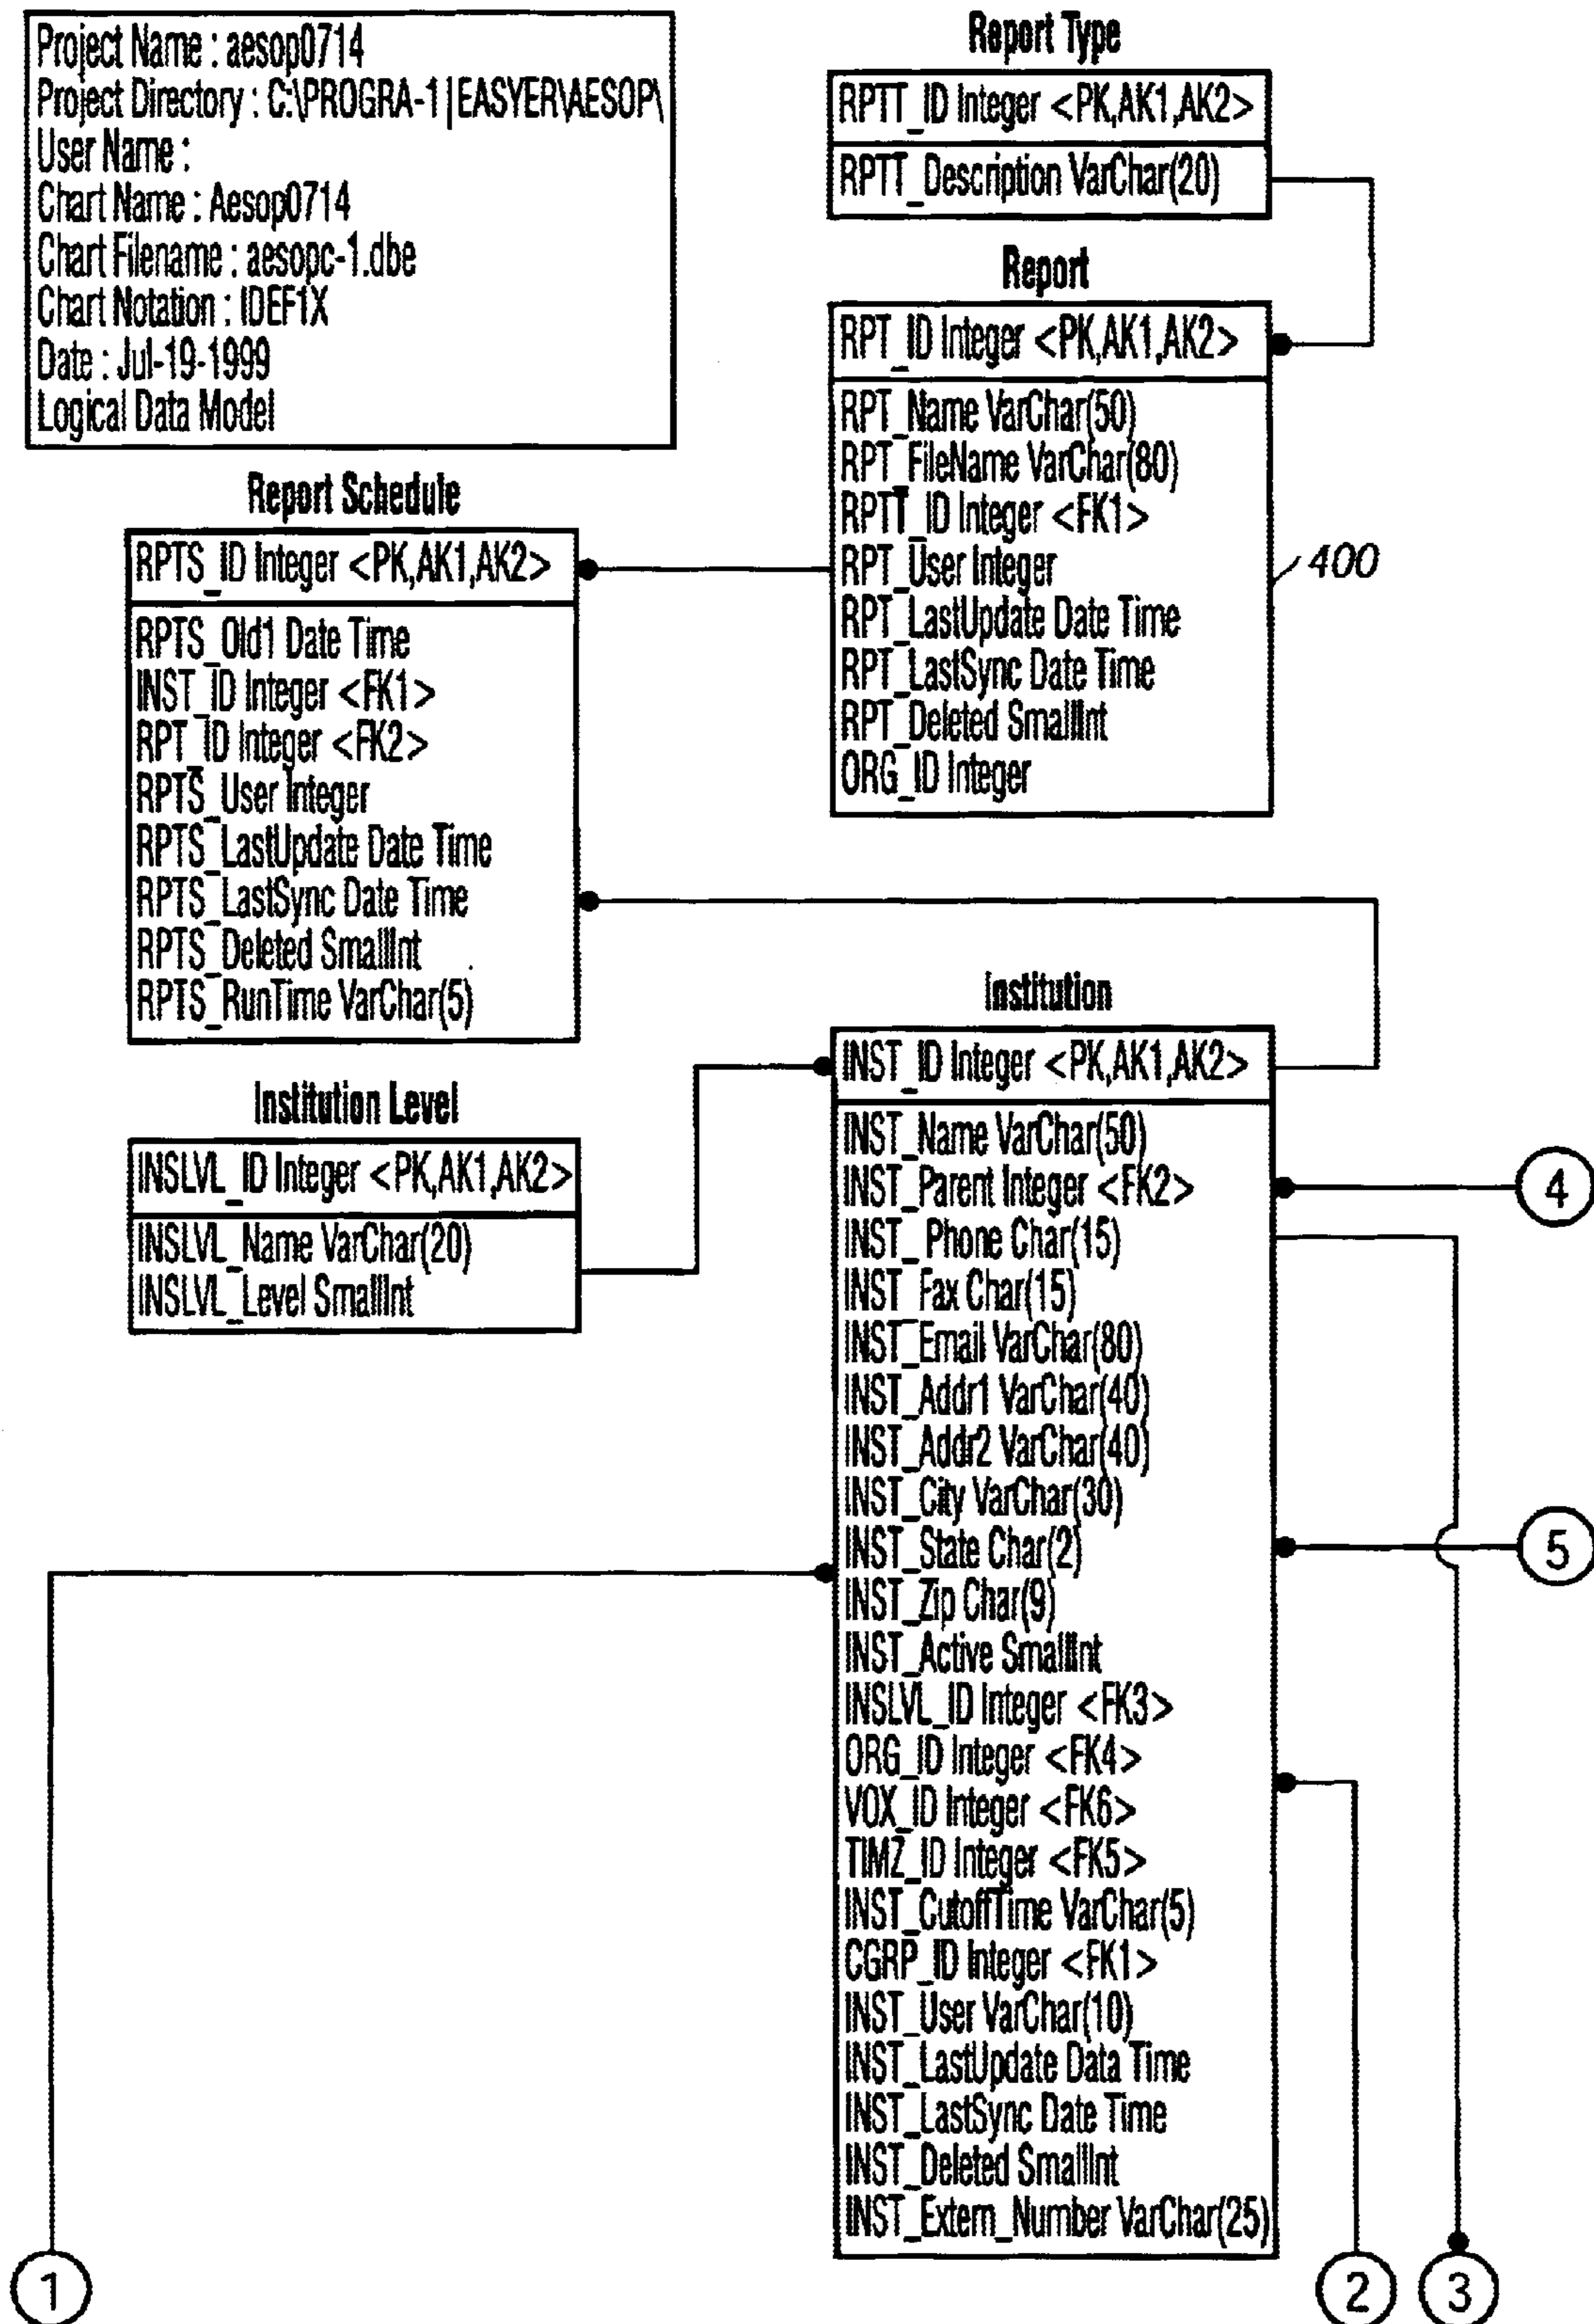 Project Name : aesop0714
Project Directory : C:\PROGRA-1|EASYER\AESOP\
User Name :
Chart Name : Aesop0714
Chart Filename : aesopc-1.dbe
Chart Notation : IDEF1X
Date : Jul-19-1999
Logical Data Model
Report Type
RPTT_ID Integer <PK,AK1,AK2>
RPTT_Description VarChar(20)
Report
RPT_ID Integer <PK,AK1,AK2>
RPT_Name VarChar(50)
RPT_FileName VarChar(80)
RPTT_ID Integer <FK1>
RPT_User Integer
RPT_LastUpdate Date Time
RPT_LastSync Date Time
RPT_Deleted SmallInt
ORG_ID Integer
400
Report Schedule
RPTS_ID Integer <PK,AK1,AK2>
RPTS_Old1 Date Time
INST_ID Integer <FK1>
RPT_ID Integer <FK2>
RPTS_User Integer
RPTS_LastUpdate Date Time
RPTS_LastSync Date Time
RPTS_Deleted SmallInt
RPTS_RunTime VarChar(5)
Institution Level
INSLVL_ID Integer <PK,AK1,AK2>
INSLVL_Name VarChar(20)
INSLVL_Level SmallInt
Institution
INST_ID Integer <PK,AK1,AK2>
INST_Name VarChar(50)
INST_Parent Integer <FK2>
INST_ Phone Char(15)
INST_Fax Char(15)
INST_Email VarChar(80)
INST_Addr1 VarChar(40)
INST_Addr2 VarChar(40)
INST_City VarChar(30)
INST_State Char(2)
INST_Zip Char(9)
INST_Active SmallInt
INSLVL_ID Integer <FK3>
ORG_ID Integer <FK4>
VOX_ID Integer <FK6>
TIMZ_ID Integer <FK5>
INST_CutoffTime VarChar(5)
CGRP_ID Integer <FK1>
INST_User VarChar(10)
INST_LastUpdate Data Time
INST_LastSync Date Time
INST_Deleted SmallInt
INST_Extern_Number VarChar(25)
4
5
1
2
3